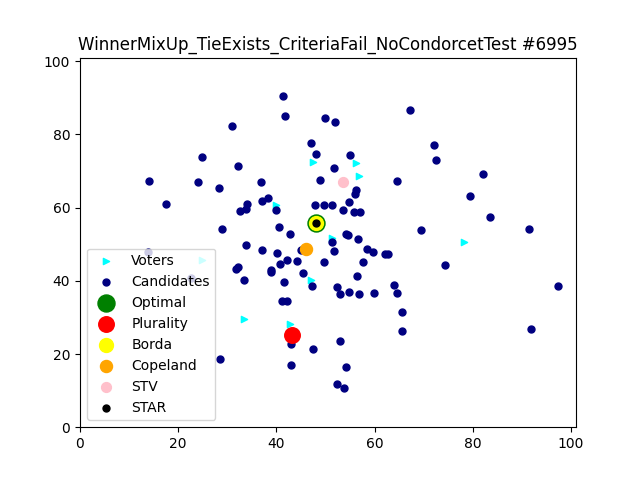 WinnerMixUp_TieExists_CriteriaFail_NoCondorcetTest #6995
100
80
60
40
20
0
0 20 40 60 80 100
Voters
Candidates
Optimal
Plurality
Borda
Copeland
STV
STAR